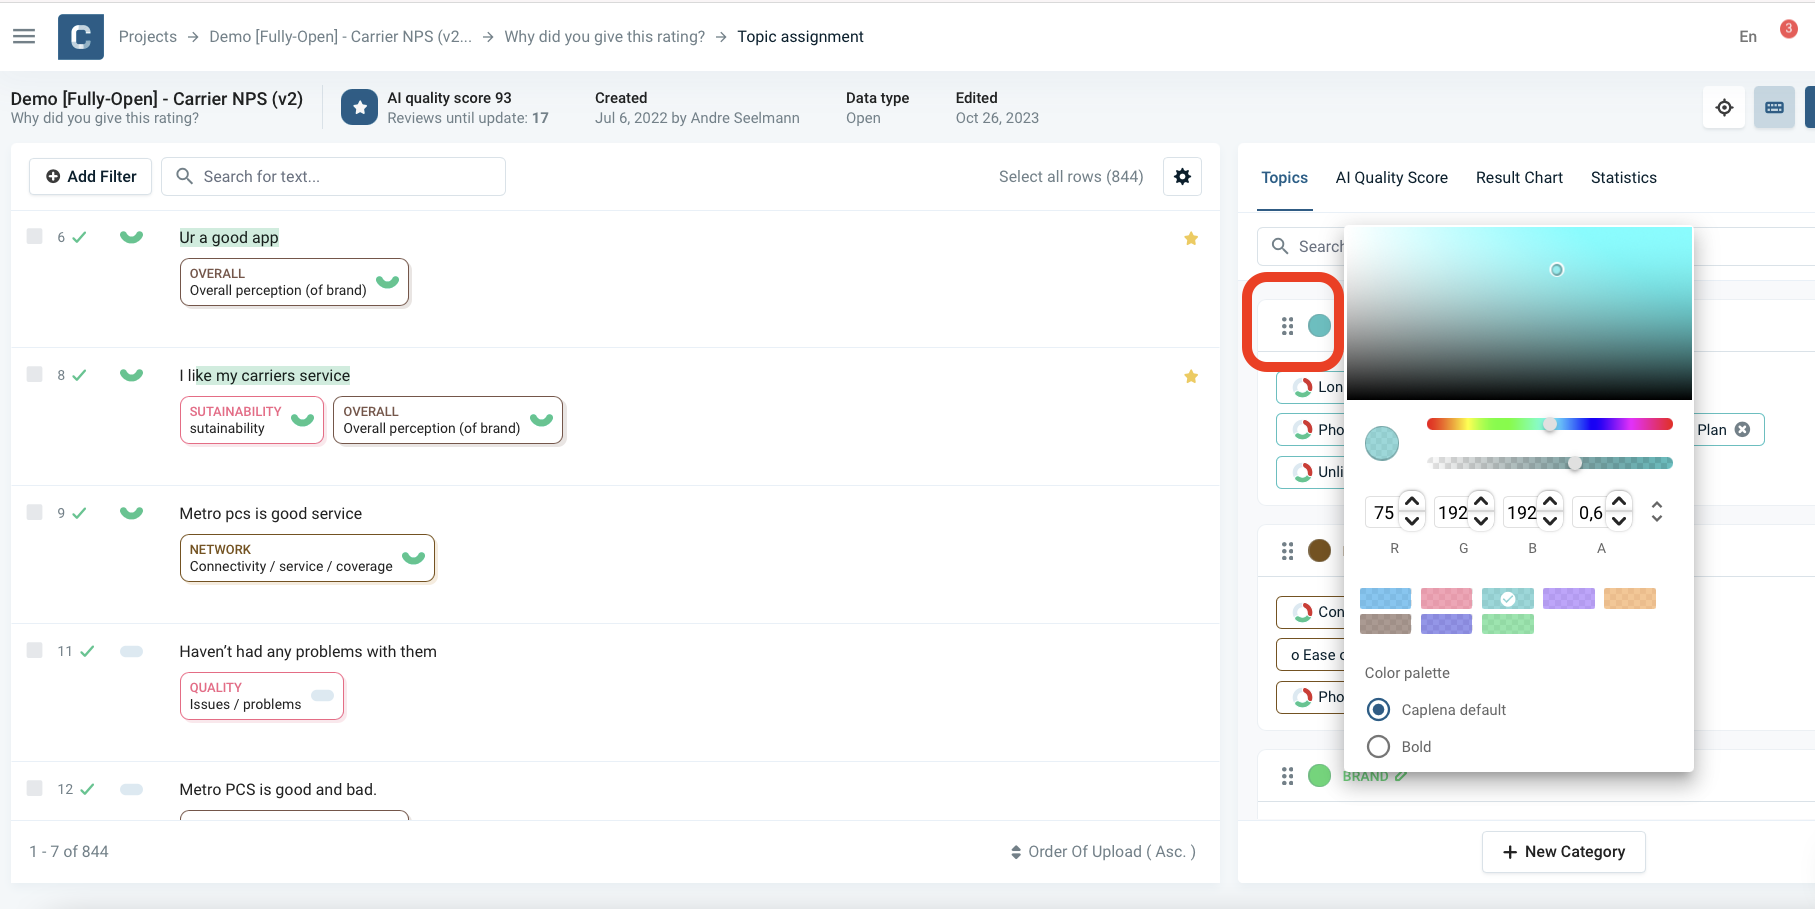 C
Projects → Demo [Fully-Open] - Carrier NPS (v2... → Why did you give this rating? → Topic assignment
En
3
Demo [Fully-Open] - Carrier NPS (v2)
Why did you give this rating?
AI quality score 93
Reviews until update: 17
Created
Jul 6, 2022 by Andre Seelmann
Data type
Open
Edited
Oct 26, 2023
Add Filter
Search for text...
Select all rows (844)
6
Ur a good app
OVERALL
Overall perception (of brand)
8
I like my carriers service
SUTAINABILITY
sutainability
OVERALL
Overall perception (of brand)
9
Metro pcs is good service
NETWORK
Connectivity / service / coverage
11
Haven’t had any problems with them
QUALITY
Issues / problems
12
Metro PCS is good and bad.
1 - 7 of 844
Order Of Upload ( Asc. )
Topics
AI Quality Score
Result Chart
Statistics
Search
Lon
Pho
Plan
Unli
Con
o Ease o
Pho
75 192 192 0,6
R G B A
Color palette
Caplena default
Bold
BRAND
+ New Category